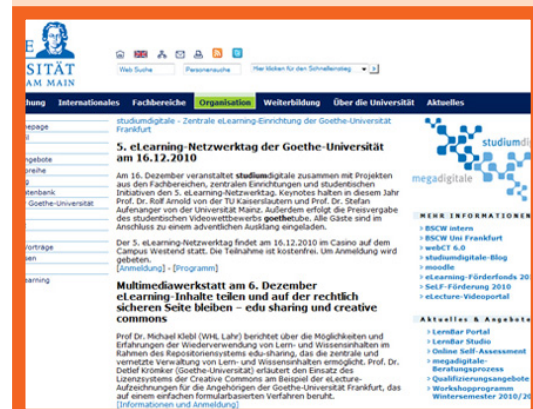 E
SITÄT
AM MAIN
Web Suche
Personensuche
Hier klicken für den Schnelleinstieg
hung Internationales Fachbereiche Organisation Weiterbildung Über die Universität Aktuelles
studiumdigitale - Zentrale eLearning-Einrichtung der Goethe-Universität
Frankfurt
5. eLearning-Netzwerktag der Goethe-Universität
am 16.12.2010
Am 16. Dezember veranstaltet studiumdigitale zusammen mit Projekten
aus den Fachbereichen, zentralen Einrichtungen und studentischen
Initiativen den 5. eLearning-Netzwerktag. Keynotes halten in diesem Jahr
Prof. Dr. Rolf Arnold von der TU Kaiserslautern und Prof. Dr. Stefan
Aufenanger von der Universität Mainz. Außerdem erfolgt die Preisvergabe
des studentischen Videowettbewerbs goethetube. Alle Gäste sind im
Anschluss zu einem adventlichen Ausklang eingeladen.
Der 5. eLearning-Netzwerktag findet am 16.12.2010 im Casino auf dem
Campus Westend statt. Die Teilnahme ist kostenfrei. Um Anmeldung wird
gebeten.
[Anmeldung] - [Programm]
Multimediawerkstatt am 6. Dezember
eLearning-Inhalte teilen und auf der rechtlich
sicheren Seite bleiben – edu sharing und creative
commons
Prof Dr. Michael Klebl (WHL Lahr) berichtet über die Möglichkeiten und
Erfahrungen der Wiederverwendung von Lern- und Wissensinhalten im
Rahmen des Repositoriensystems edu-sharing, das die zentrale und
vernetzte Verwaltung von Lern- und Wissensinhalten ermöglicht. Prof. Dr.
Detlef Krömker (Goethe-Universität) erläutert den Einsatz des
Lizenzsystems der Creative Commons am Beispiel der eLecture-
Aufzeichnungen für die Angehörigen der Goethe-Universität Frankfurt, das
auf einem einfachen formularbasierten Verfahren beruht.
[Informationen und Anmeldung]
epage
l
ngebote
oreihe
g
tenbank
Goethe-Universität
Vorträge
sen
earning
studiumdi
megadigitale
MEHR INFORMATIONEN
BSCW intern
BSCW Uni Frankfurt
webCT 6.0
studiumdigitale-Blog
moodle
eLearning-Förderfonds 20
SeLF-Förderung 2010
eLecture-Videoportal
Aktuelles & Angebote
LernBar Portal
LernBar Studio
Online Self-Assessment
megadigitale-
Beratungsprozess
Qualifizierungsangebote
Workshopprogramm
Wintersemester 2010/20